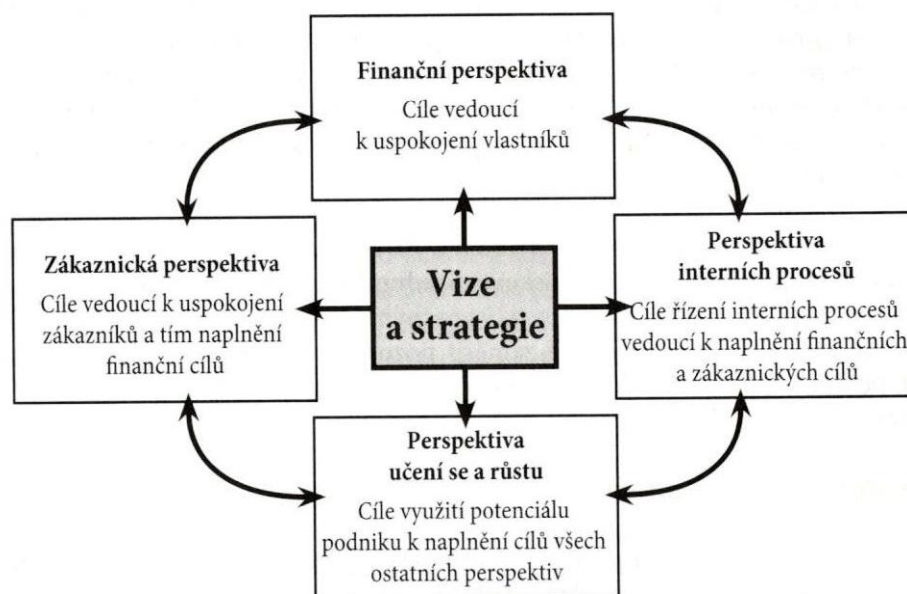 Finanční perspektiva
Cíle vedoucí
k uspokojení vlastníků
Zákaznická perspektiva
Cíle vedoucí k uspokojení
zákazníků a tím naplnění
finanční cílů
Vize
a strategie
Perspektiva
interních procesů
Cíle řízení interních procesů
vedoucí k naplnění finančních
a zákaznických cílů
Perspektiva
učení se a růstu
Cíle využití potenciálu
podniku k naplnění cílů všech
ostatních perspektiv